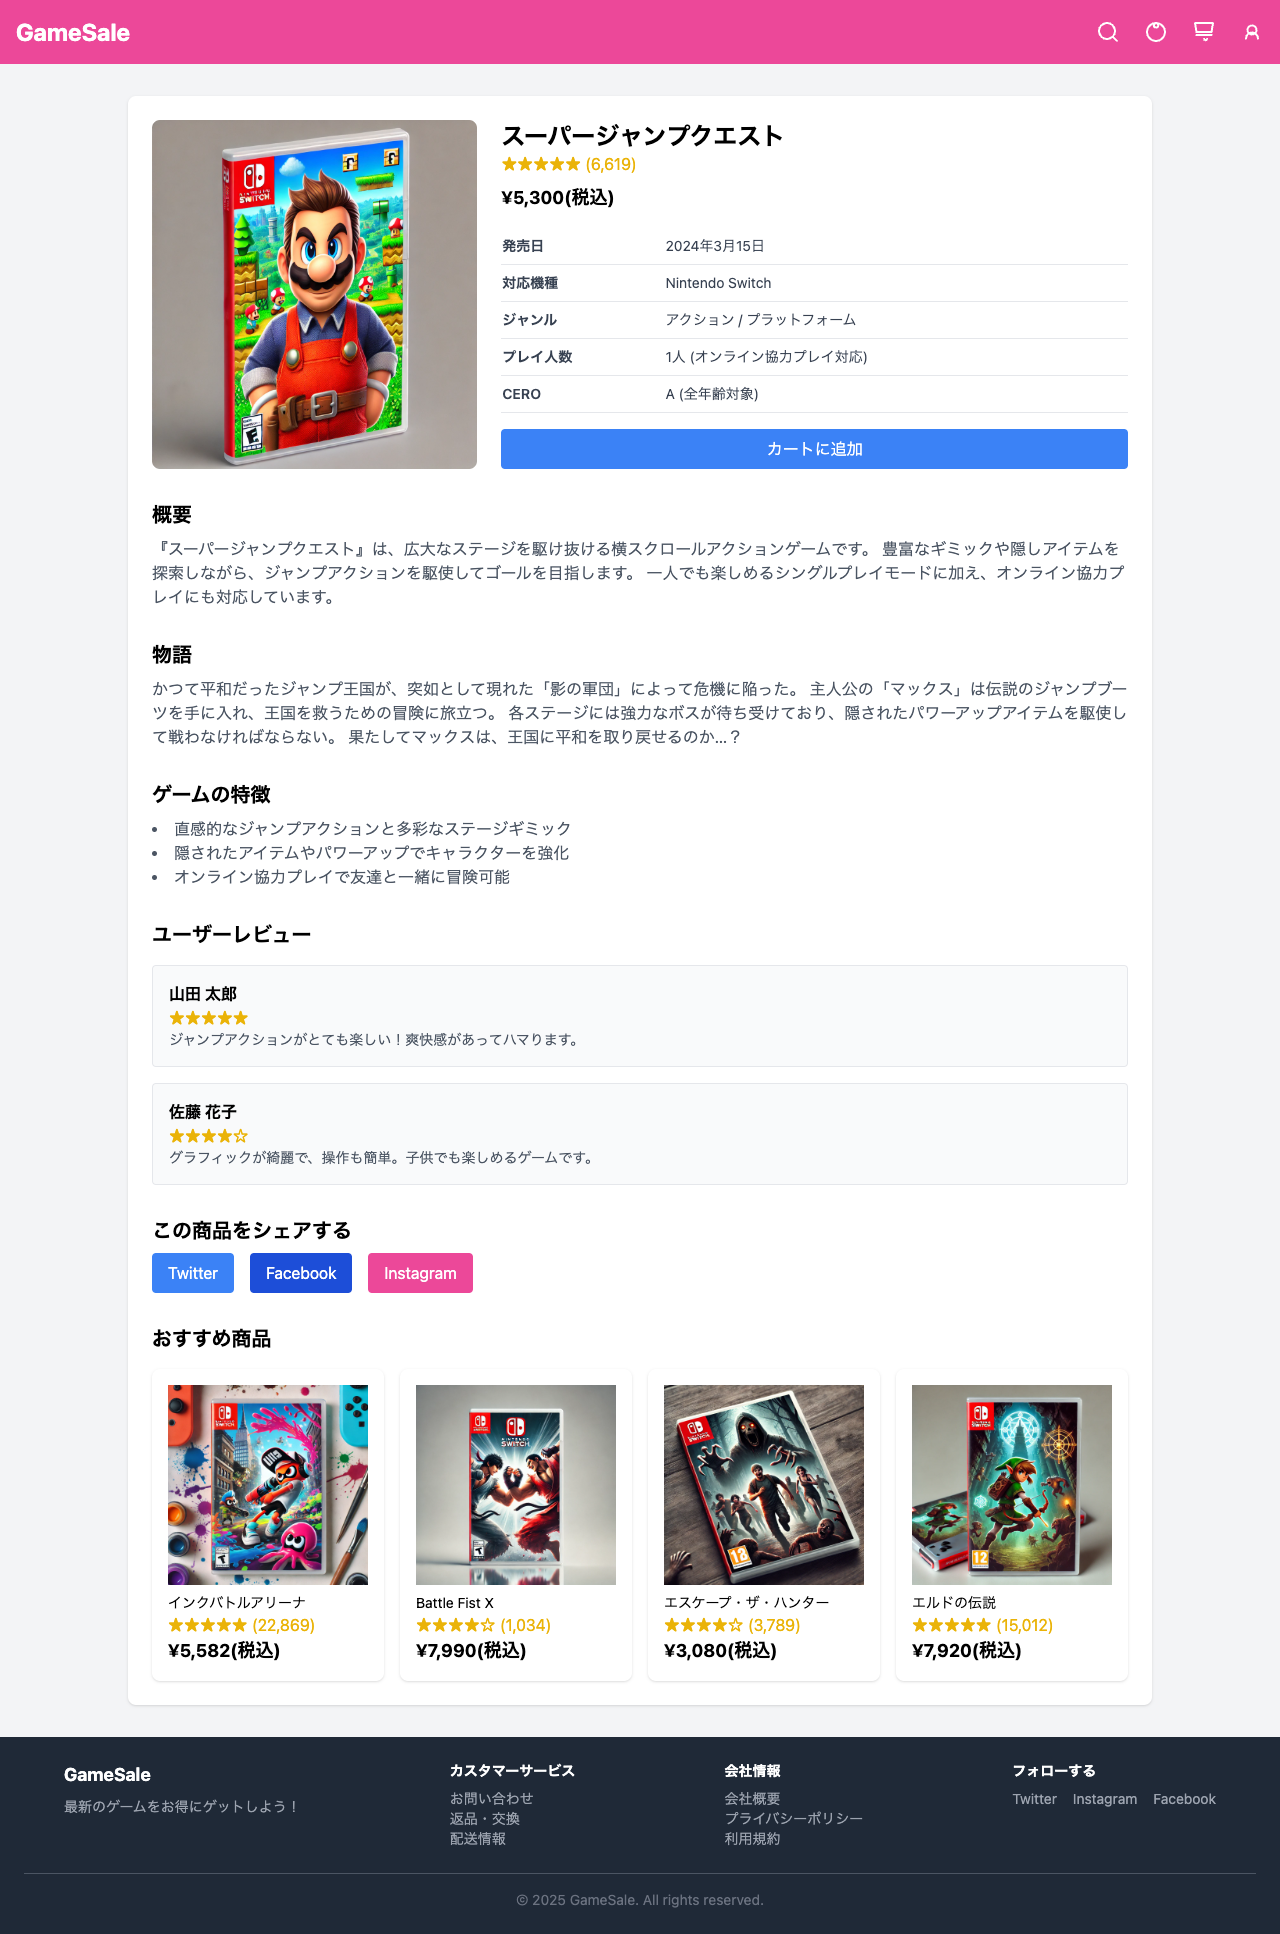 GameSale
NINTENDO
SWITCH
スーパージャンプクエスト
★★★★★ (6,619)
¥5,300(税込)
発売日 2024年3月15日
対応機種 Nintendo Switch
ジャンル アクション / プラットフォーム
プレイ人数 1人 (オンライン協力プレイ対応)
CERO A (全年齢対象)
カートに追加
概要
『スーパージャンプクエスト』は、広大なステージを駆け抜ける横スクロールアクションゲームです。 豊富なギミックや隠しアイテムを
探索しながら、ジャンプアクションを駆使してゴールを目指します。 一人でも楽しめるシングルプレイモードに加え、オンライン協力プ
レイにも対応しています。
物語
かつて平和だったジャンプ王国が、突如として現れた「影の軍団」によって危機に陥った。 主人公の「マックス」は伝説のジャンプブー
ツを手に入れ、王国を救うための冒険に旅立つ。 各ステージには強力なボスが待ち受けており、隠されたパワーアップアイテムを駆使し
て戦わなければならない。 果たしてマックスは、王国に平和を取り戻せるのか...？
ゲームの特徴
• 直感的なジャンプアクションと多彩なステージギミック
• 隠されたアイテムやパワーアップでキャラクターを強化
• オンライン協力プレイで友達と一緒に冒険可能
ユーザーレビュー
山田 太郎
★★★★★
ジャンプアクションがとても楽しい！爽快感があってハマります。
佐藤 花子
★★★★☆
グラフィックが綺麗で、操作も簡単。子供でも楽しめるゲームです。
この商品をシェアする
Twitter Facebook Instagram
おすすめ商品
SWITCH
インクバトルアリーナ
★★★★★ (22,869)
¥5,582(税込)
Battle Fist X
★★★★☆ (1,034)
¥7,990(税込)
エスケープ・ザ・ハンター
★★★★☆ (3,789)
¥3,080(税込)
12
エルドの伝説
★★★★★ (15,012)
¥7,920(税込)
GameSale
最新のゲームをお得にゲットしよう！
カスタマーサービス
お問い合わせ
返品・交換
配送情報
会社情報
会社概要
プライバシーポリシー
利用規約
フォローする
Twitter Instagram Facebook
© 2025 GameSale. All rights reserved.